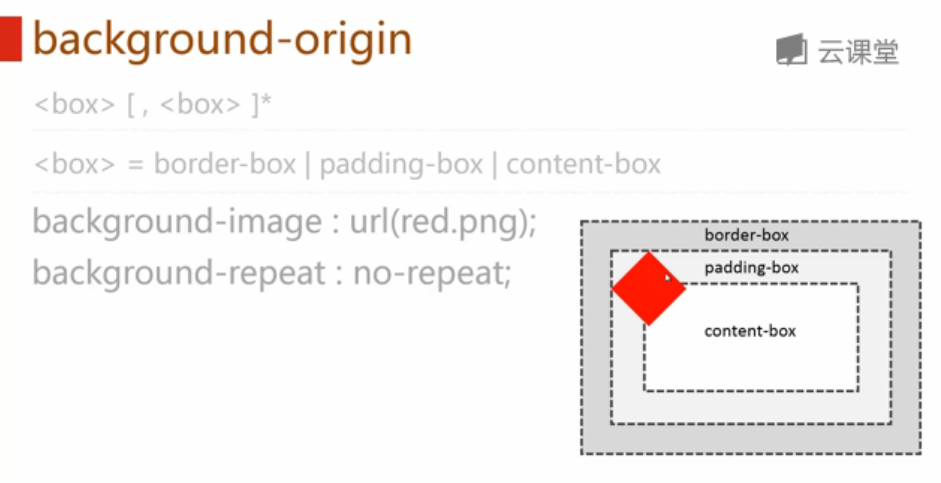 background-origin
云课堂
<box> [ , <box> ]*
<box> = border-box | padding-box | content-box
background-image : url(red.png);
background-repeat : no-repeat;
border-box
padding-box
content-box